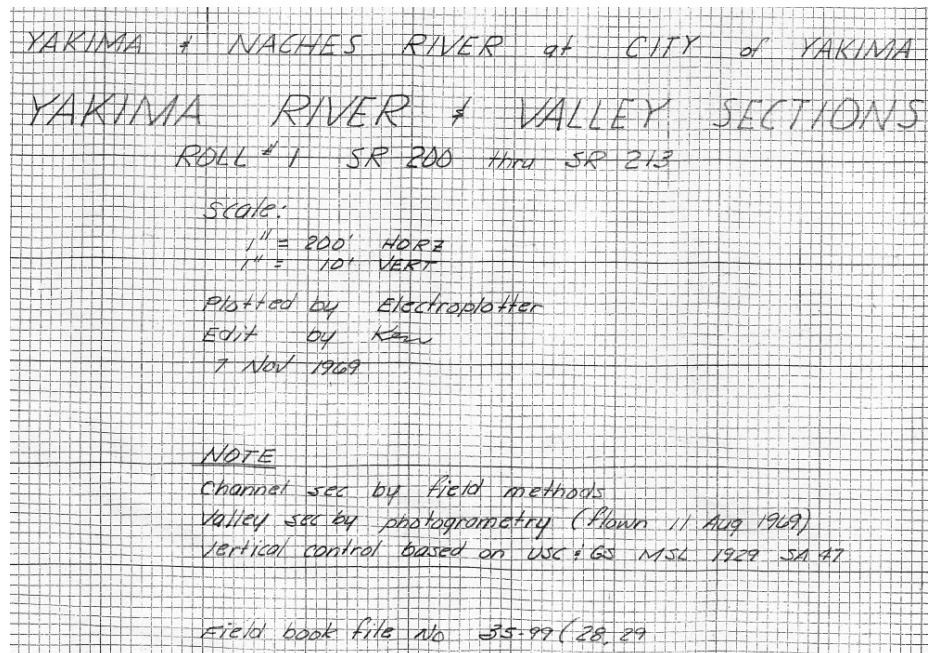 YAKIMA & NACHES RIVER at CITY of YAKIMA
YAKIMA RIVER & VALLEY SECTIONS
ROLL #1 SR 200 thru SR 213
Scale:
1" = 200' HORZ
1" = 10' VERT
Plotted by Electroplotter
Edit by Ken
7 Nov 1969
NOTE
Channel sec by field methods
Valley sec by photogrametry (flown 11 Aug 1969)
Vertical control based on USC & GS MSL 1929 SA 47
Field book file No 35-99 (28, 29